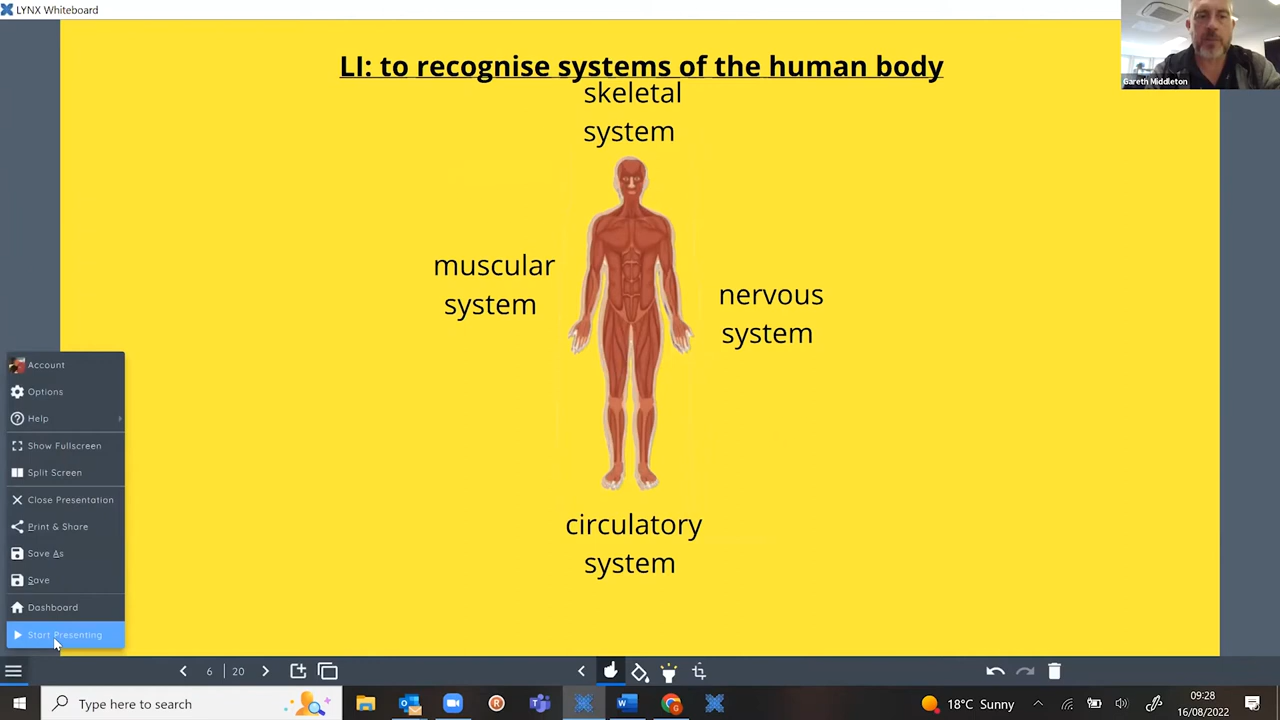 LYNX Whiteboard
Gareth Middleton
LI: to recognise systems of the human body
skeletal
system
muscular
system
nervous
system
circulatory
system
Account
Options
Help
Show Fullscreen
Split Screen
Close Presentation
Print & Share
Save As
Save
Dashboard
Start Presenting
6 20
Type here to search
18°C Sunny
09:28
16/08/2022